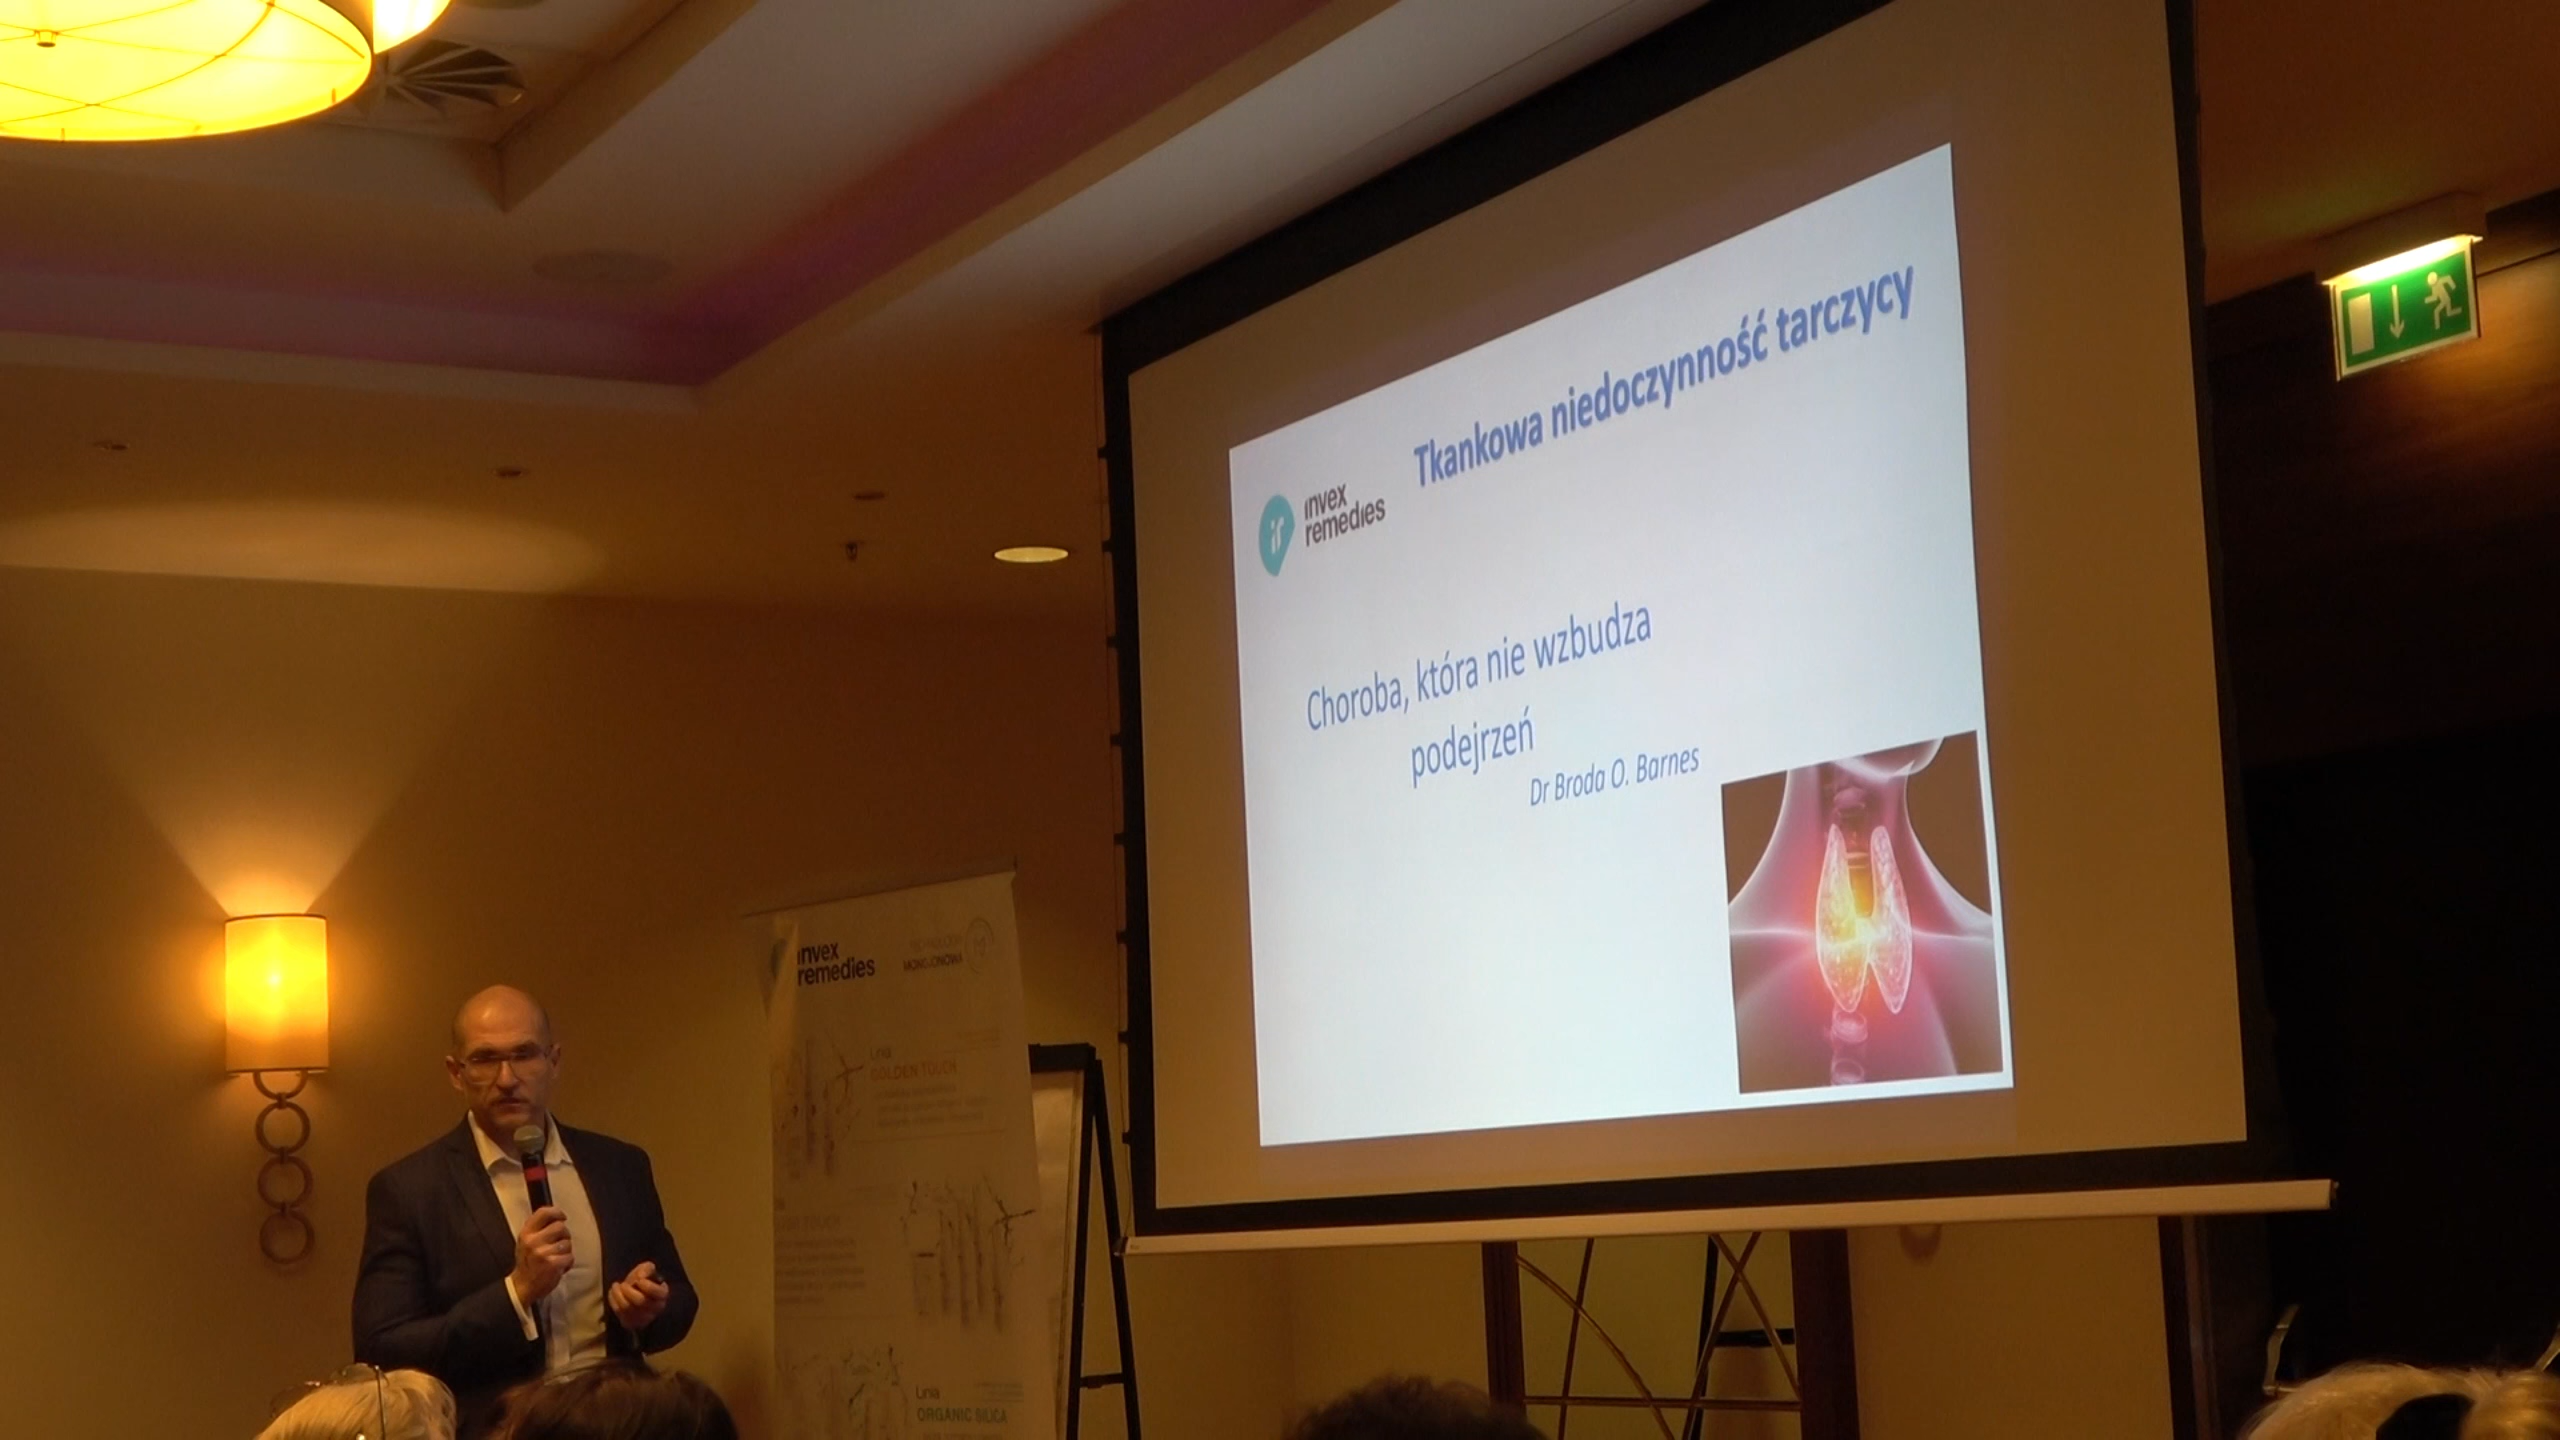 Tkankowa niedoczynność tarczycy
invex
remedies
Choroba, która nie wzbudza
podejrzeń
Dr Broda O. Barnes
invex
remedies
MONOJONOWA
Linia
GOLDEN TOUCH
Linia
ORGANIC SILICA